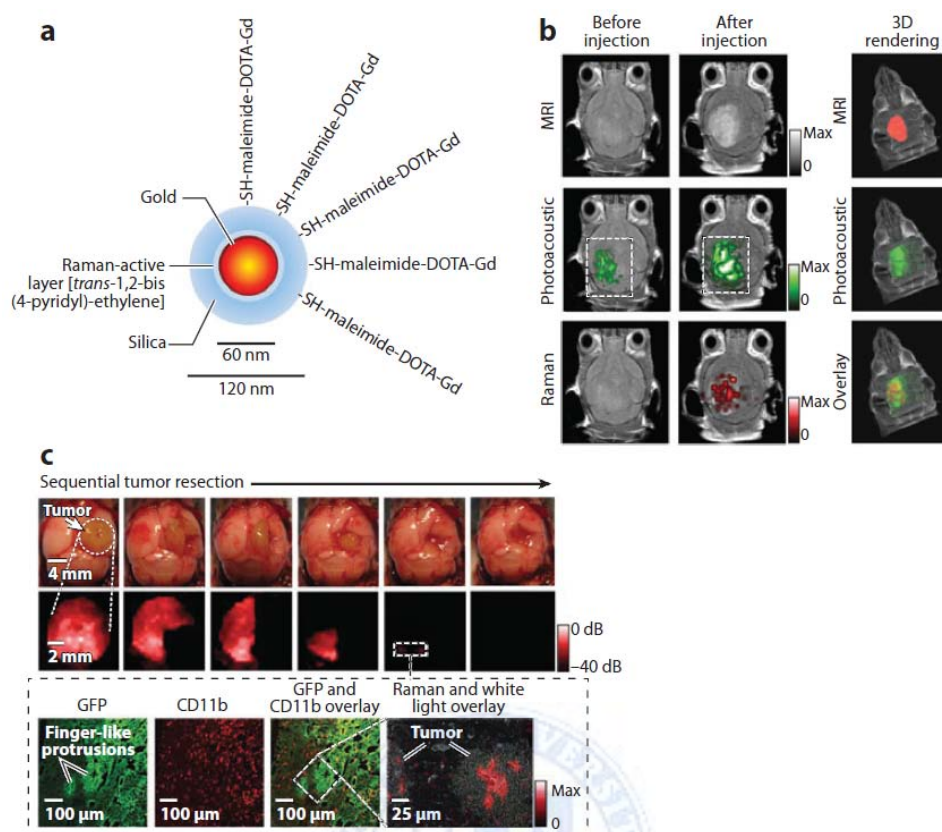 a
SH-maleimide-DOTA-Gd
SH-maleimide-DOTA-Gd
SH-maleimide-DOTA-Gd
SH-maleimide-DOTA-Gd
SH-maleimide-DOTA-Gd
Gold
Raman-active
layer [trans-1,2-bis
(4-pyridyl)-ethylene]
Silica
60 nm
120 nm
b
Before
injection
After
injection
3D
rendering
MRI
Max
0
MRI
Photoacoustic
Max
0
Photoacoustic
Raman
Max
0
Overlay
c
Sequential tumor resection
Tumor
4 mm
2 mm
0 dB
–40 dB
GFP
CD11b
GFP and
CD11b overlay
Raman and white
light overlay
Finger-like
protrusions
Tumor
100 μm
100 μm
100 μm
25 μm
Max
0